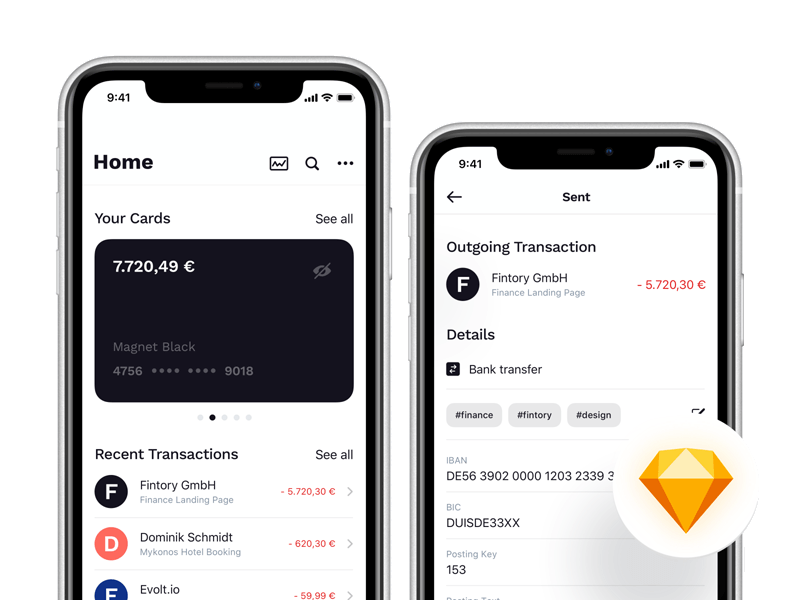 9:41
Home
Your Cards
See all
7.720,49 €
Magnet Black
4756 •••• •••• 9018
Recent Transactions
See all
F
Fintory GmbH
- 5.720,30 €
Finance Landing Page
D
Dominik Schmidt
- 620,30 €
Mykonos Hotel Booking
E
Evolt.io
- 59,99 €
9:41
Sent
Outgoing Transaction
F
Fintory GmbH
- 5.720,30 €
Finance Landing Page
Details
Bank transfer
#finance #fintory #design
IBAN
DE56 3902 0000 1203 2339 3
BIC
DUISDE33XX
Posting Key
153